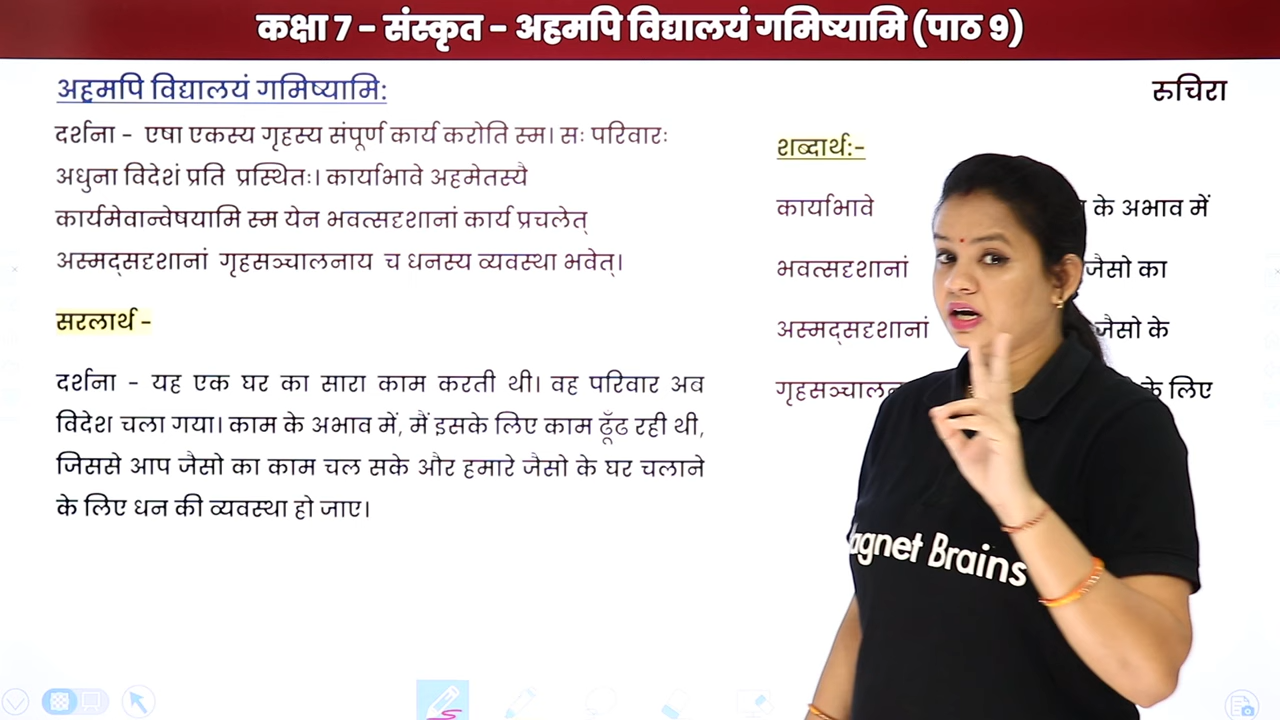 कक्षा 7 - संस्कृत - अहमपि विद्यालयं गमिष्यामि (पाठ 9)
अहमपि विद्यालयं गमिष्यामि:
रुचिरा
दर्शना - एषा एकस्य गृहस्य संपूर्ण कार्य करोति स्म। सः परिवारः
अधुना विदेशं प्रति प्रस्थितः। कार्याभावे अहमेतस्यै
कार्यमेवान्वेषयामि स्म येन भवत्सदृशानां कार्य प्रचलेत्
अस्मद्सदृशानां गृहसञ्चालनाय च धनस्य व्यवस्था भवेत्।
सरलार्थ -
दर्शना - यह एक घर का सारा काम करती थी। वह परिवार अब
विदेश चला गया। काम के अभाव में, मैं इसके लिए काम ढूँढ रही थी,
जिससे आप जैसो का काम चल सके और हमारे जैसो के घर चलाने
के लिए धन की व्यवस्था हो जाए।
शब्दार्थ:-
कार्याभावे के अभाव में
भवत्सदृशानां जैसो का
अस्मद्सदृशानां जैसो के
गृहसञ्चालन के लिए
agnet Brains